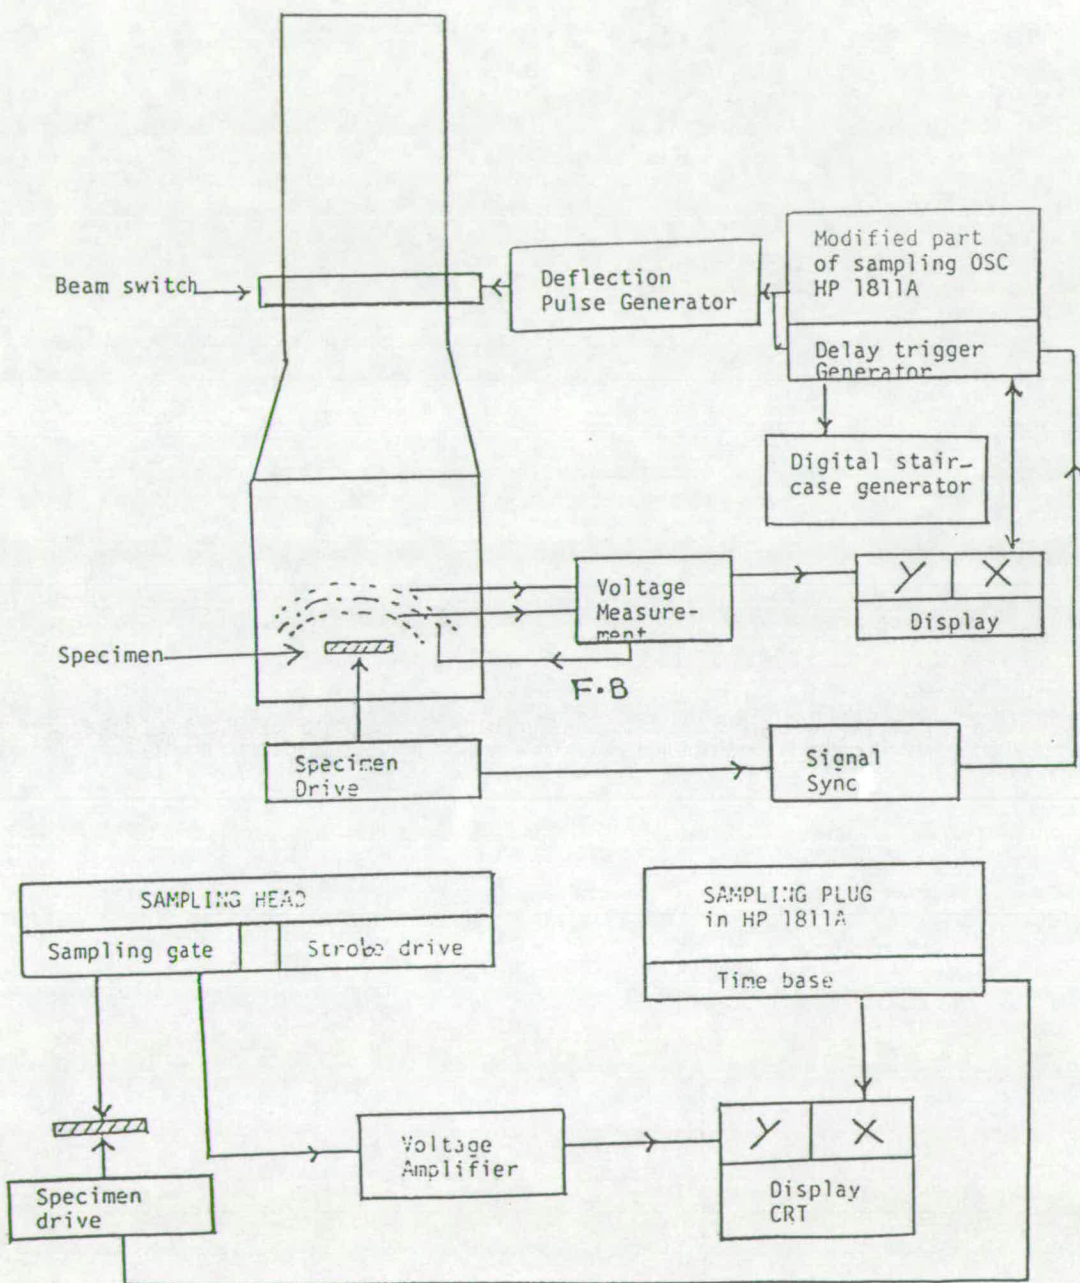 Modified part
of sampling OSC
HP 1811A
Deflection
Pulse Generator
Beam switch
Delay trigger
Generator
Digital stair-
case generator
Voltage
Measure-
ment
Y X
Display
Specimen
F.B
Specimen
Drive
Signal
Sync
SAMPLING HEAD
Sampling gate
Strobe drive
SAMPLING PLUG
in HP 1811A
Time base
Voltage
Amplifier
Y X
Display
CRT
Specimen
drive